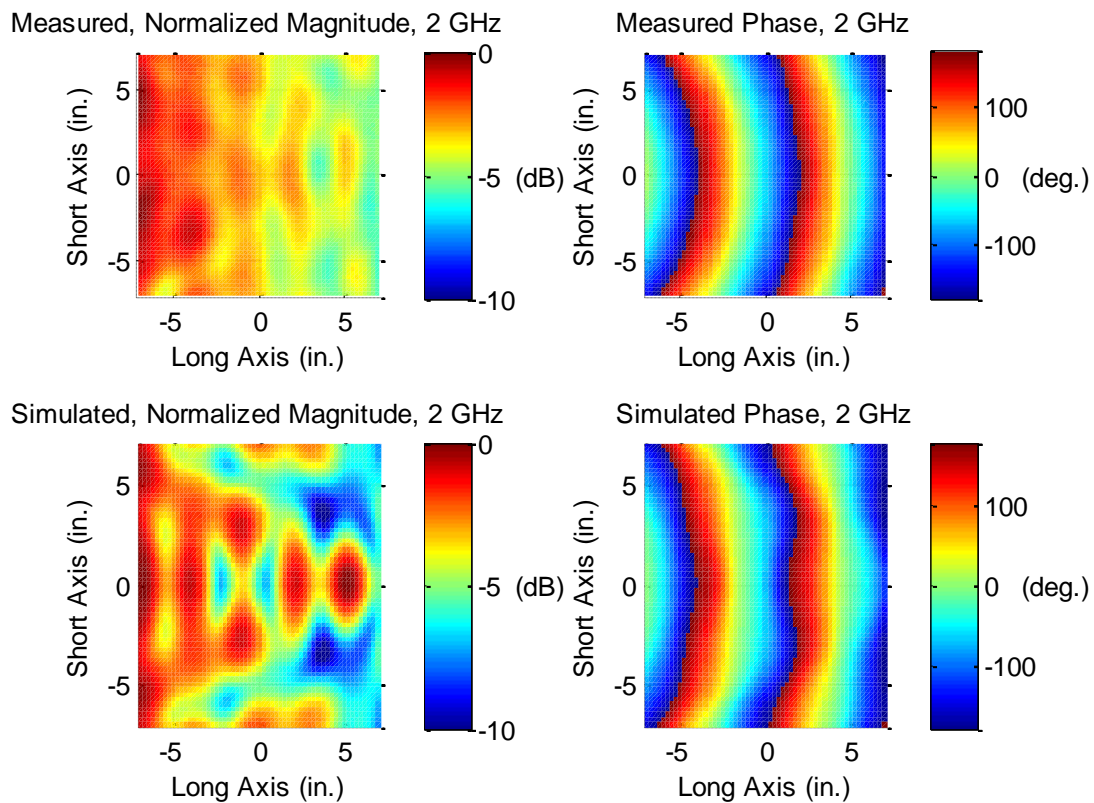 Measured, Normalized Magnitude, 2 GHz
Short Axis (in.)
5
0
-5
-5 0 5
Long Axis (in.)
0
-5
-10
(dB)
Measured Phase, 2 GHz
Short Axis (in.)
5
0
-5
-5 0 5
Long Axis (in.)
100
0
-100
(deg.)
Simulated, Normalized Magnitude, 2 GHz
Short Axis (in.)
5
0
-5
-5 0 5
Long Axis (in.)
0
-5
-10
(dB)
Simulated Phase, 2 GHz
Short Axis (in.)
5
0
-5
-5 0 5
Long Axis (in.)
100
0
-100
(deg.)